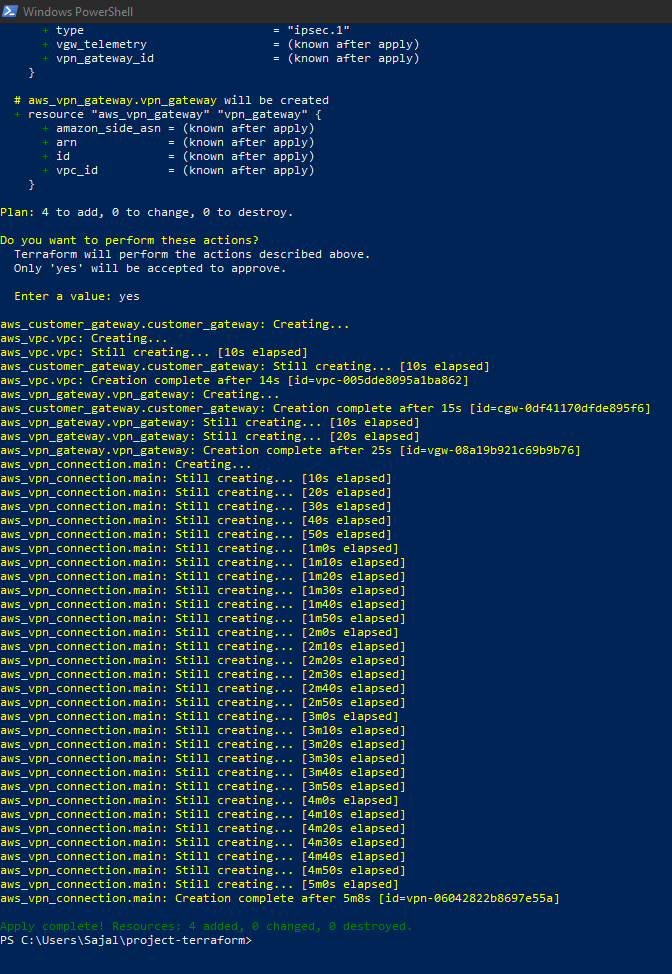 Windows PowerShell
+ type = "ipsec.1"
+ vgw_telemetry = (known after apply)
+ vpn_gateway_id = (known after apply)
}
# aws_vpn_gateway.vpn_gateway will be created
+ resource "aws_vpn_gateway" "vpn_gateway" {
+ amazon_side_asn = (known after apply)
+ arn = (known after apply)
+ id = (known after apply)
+ vpc_id = (known after apply)
}
Plan: 4 to add, 0 to change, 0 to destroy.
Do you want to perform these actions?
Terraform will perform the actions described above.
Only 'yes' will be accepted to approve.
Enter a value: yes
aws_customer_gateway.customer_gateway: Creating...
aws_vpc.vpc: Creating...
aws_vpc.vpc: Still creating... [10s elapsed]
aws_customer_gateway.customer_gateway: Still creating... [10s elapsed]
aws_vpc.vpc: Creation complete after 14s [id=vpc-005dde8095a1ba862]
aws_vpn_gateway.vpn_gateway: Creating...
aws_customer_gateway.customer_gateway: Creation complete after 15s [id=cgw-0df41170dfde895f6]
aws_vpn_gateway.vpn_gateway: Still creating... [10s elapsed]
aws_vpn_gateway.vpn_gateway: Still creating... [20s elapsed]
aws_vpn_gateway.vpn_gateway: Creation complete after 25s [id=vgw-08a19b921c69b9b76]
aws_vpn_connection.main: Creating...
aws_vpn_connection.main: Still creating... [10s elapsed]
aws_vpn_connection.main: Still creating... [20s elapsed]
aws_vpn_connection.main: Still creating... [30s elapsed]
aws_vpn_connection.main: Still creating... [40s elapsed]
aws_vpn_connection.main: Still creating... [50s elapsed]
aws_vpn_connection.main: Still creating... [1m0s elapsed]
aws_vpn_connection.main: Still creating... [1m10s elapsed]
aws_vpn_connection.main: Still creating... [1m20s elapsed]
aws_vpn_connection.main: Still creating... [1m30s elapsed]
aws_vpn_connection.main: Still creating... [1m40s elapsed]
aws_vpn_connection.main: Still creating... [1m50s elapsed]
aws_vpn_connection.main: Still creating... [2m0s elapsed]
aws_vpn_connection.main: Still creating... [2m10s elapsed]
aws_vpn_connection.main: Still creating... [2m20s elapsed]
aws_vpn_connection.main: Still creating... [2m30s elapsed]
aws_vpn_connection.main: Still creating... [2m40s elapsed]
aws_vpn_connection.main: Still creating... [2m50s elapsed]
aws_vpn_connection.main: Still creating... [3m0s elapsed]
aws_vpn_connection.main: Still creating... [3m10s elapsed]
aws_vpn_connection.main: Still creating... [3m20s elapsed]
aws_vpn_connection.main: Still creating... [3m30s elapsed]
aws_vpn_connection.main: Still creating... [3m40s elapsed]
aws_vpn_connection.main: Still creating... [3m50s elapsed]
aws_vpn_connection.main: Still creating... [4m0s elapsed]
aws_vpn_connection.main: Still creating... [4m10s elapsed]
aws_vpn_connection.main: Still creating... [4m20s elapsed]
aws_vpn_connection.main: Still creating... [4m30s elapsed]
aws_vpn_connection.main: Still creating... [4m40s elapsed]
aws_vpn_connection.main: Still creating... [4m50s elapsed]
aws_vpn_connection.main: Still creating... [5m0s elapsed]
aws_vpn_connection.main: Creation complete after 5m8s [id=vpn-06042822b8697e55a]
Apply complete! Resources: 4 added, 0 changed, 0 destroyed.
PS C:\Users\Sajal\project-terraform>